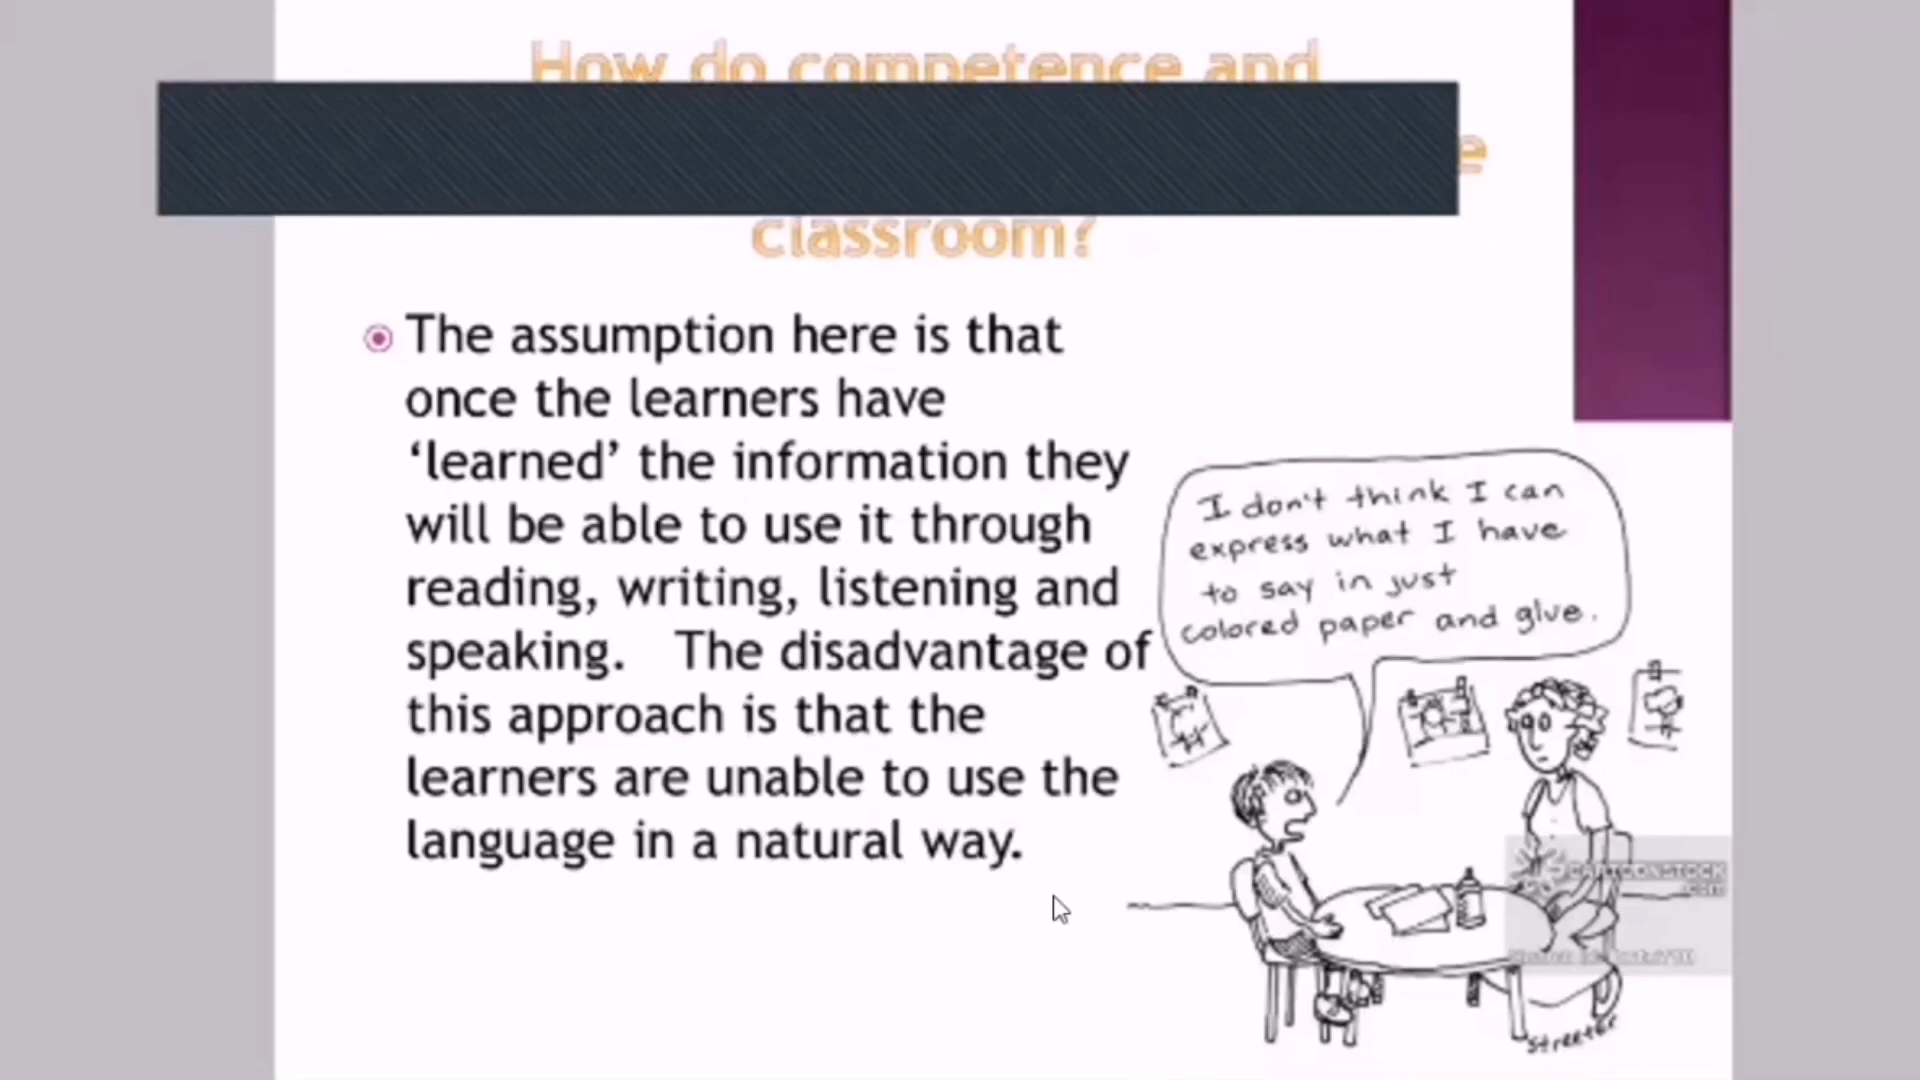 How do competence and
e
classroom?
The assumption here is that
once the learners have
‘learned’ the information they
will be able to use it through
reading, writing, listening and
speaking. The disadvantage of
this approach is that the
learners are unable to use the
language in a natural way.
I don't think I can
express what I have
to say in just
colored paper and glue.
CARTOONSTOCK
.com
Streeter